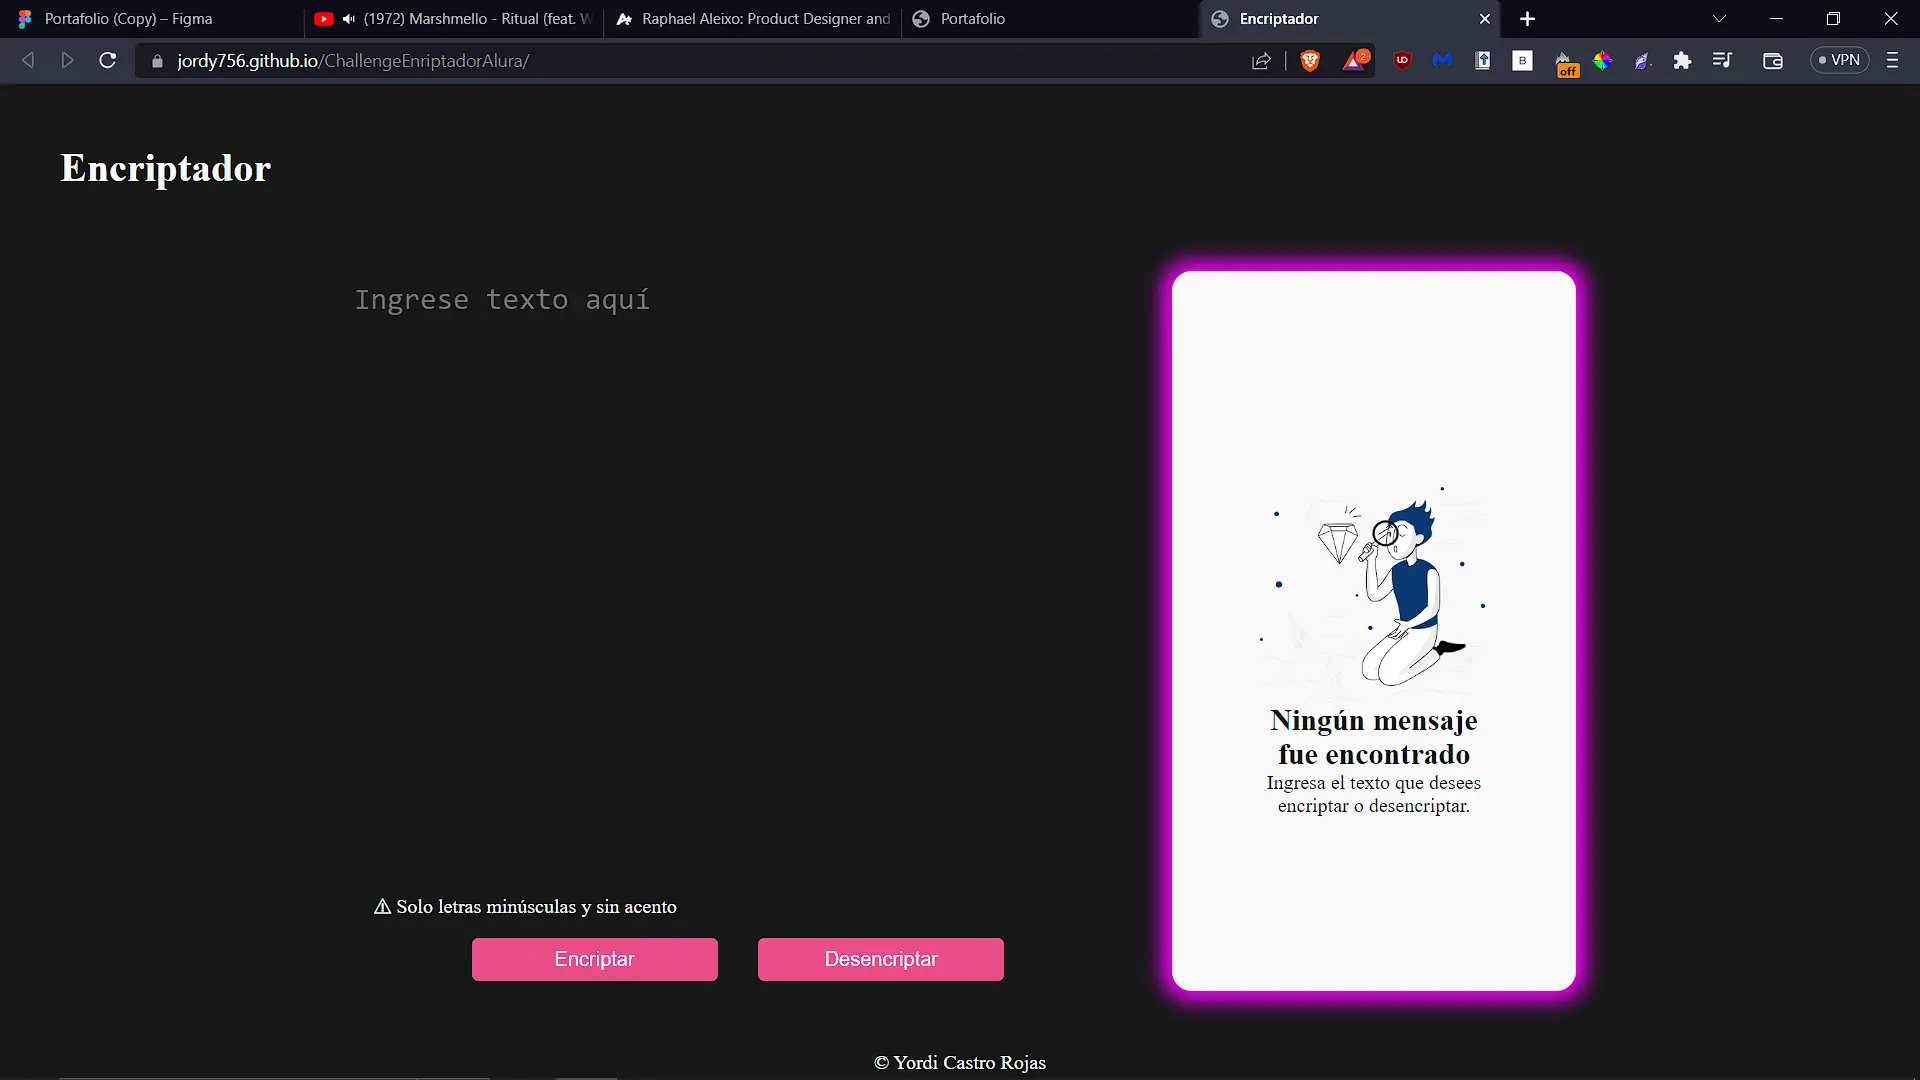 Portafolio (Copy) – Figma
(1972) Marshmello - Ritual (feat. W
Raphael Aleixo: Product Designer and
Portafolio
Encriptador
jordy756.github.io/ChallengeEnriptadorAlura/
2
UO
B
off
VPN
Encriptador
Ingrese texto aquí
Ningún mensaje
fue encontrado
Ingresa el texto que desees
encriptar o desencriptar.
⚠ Solo letras minúsculas y sin acento
Encriptar
Desencriptar
© Yordi Castro Rojas